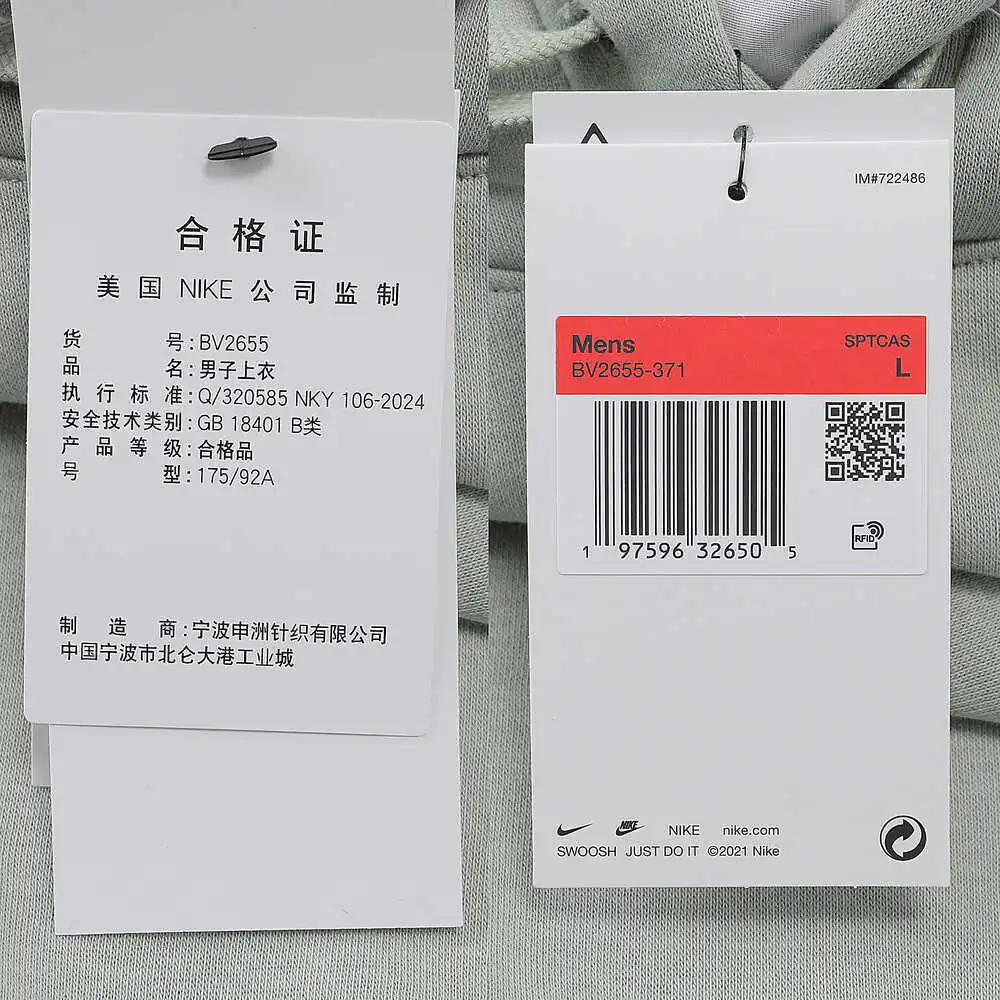 合格证
美国 NIKE 公司监制
货号:BV2655
品名:男子上衣
执行标准:Q/320585 NKY 106-2024
安全技术类别:GB 18401 B类
产品等级:合格品
号型:175/92A
制造商:宁波申洲针织有限公司
中国宁波市北仑大港工业城
IM#722486
Mens SPTCAS
BV2655-371 L
1 97596 32650 5
RFID
NIKE NIKE nike.com
SWOOSH JUST DO IT ©2021 Nike